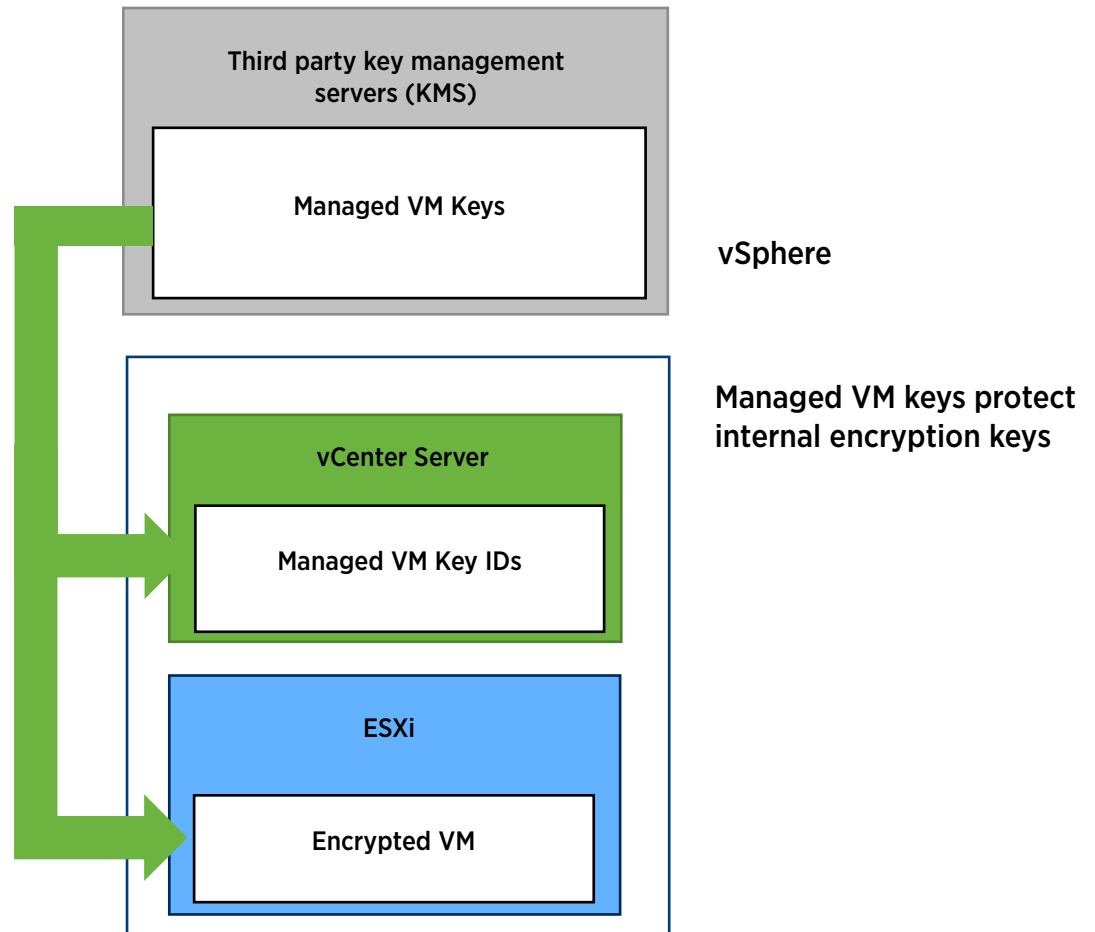 Third party key management
servers (KMS)
Managed VM Keys
vSphere
Managed VM keys protect
internal encryption keys
vCenter Server
Managed VM Key IDs
ESXi
Encrypted VM